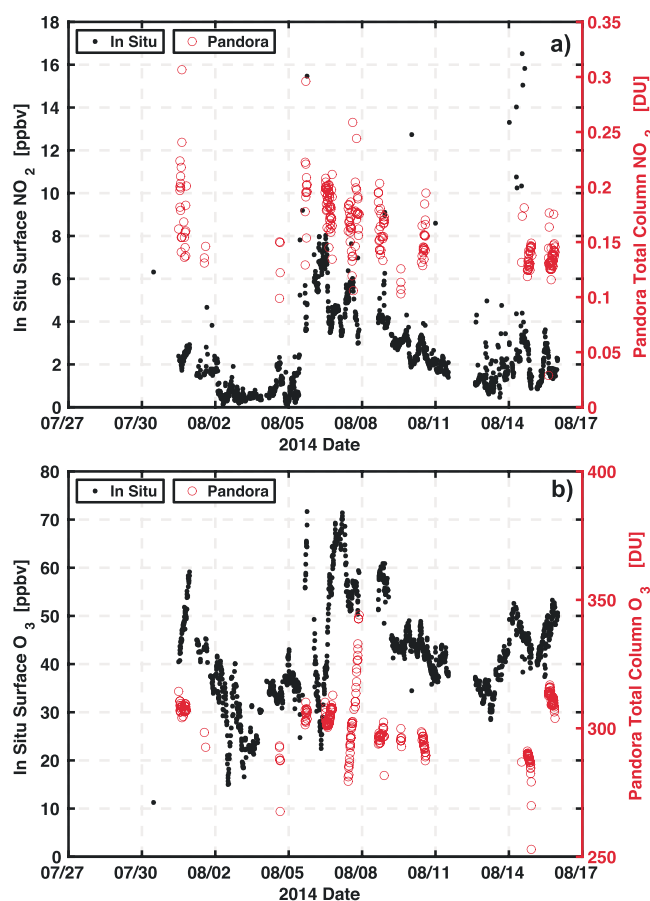 a)
In Situ Pandora
In Situ Surface NO2 [ppbv]
18
16
14
12
10
8
6
4
2
0
0.35
0.3
0.25
0.2
0.15
0.1
0.05
0
Pandora Total Column NO2 [DU]
07/27 07/30 08/02 08/05 08/08 08/11 08/14 08/17
2014 Date
b)
In Situ Pandora
In Situ Surface O3 [ppbv]
80
70
60
50
40
30
20
10
0
400
350
300
250
Pandora Total Column O3 [DU]
07/27 07/30 08/02 08/05 08/08 08/11 08/14 08/17
2014 Date